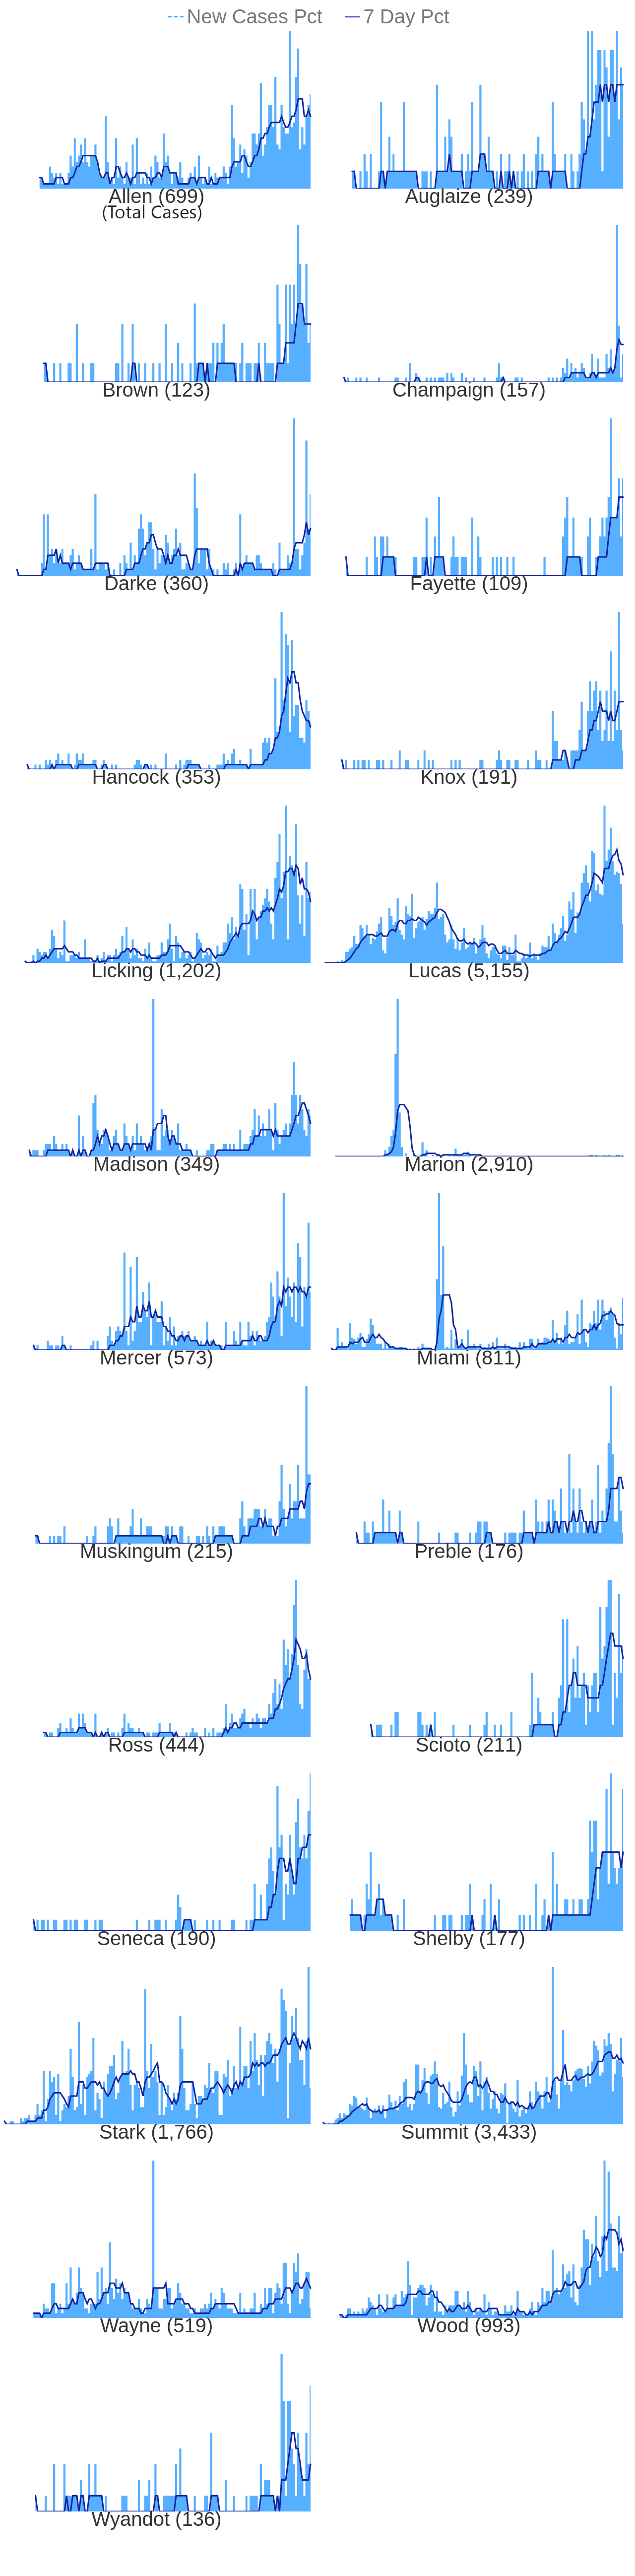 New Cases Pct 7 Day Pct
Allen (699) Auglaize (239)
(Total Cases)
Brown (123) Champaign (157)
Darke (360) Fayette (109)
Hancock (353) Knox (191)
Licking (1,202) Lucas (5,155)
Madison (349) Marion (2,910)
Mercer (573) Miami (811)
Muskingum (215) Preble (176)
Ross (444) Scioto (211)
Seneca (190) Shelby (177)
Stark (1,766) Summit (3,433)
Wayne (519) Wood (993)
Wyandot (136)